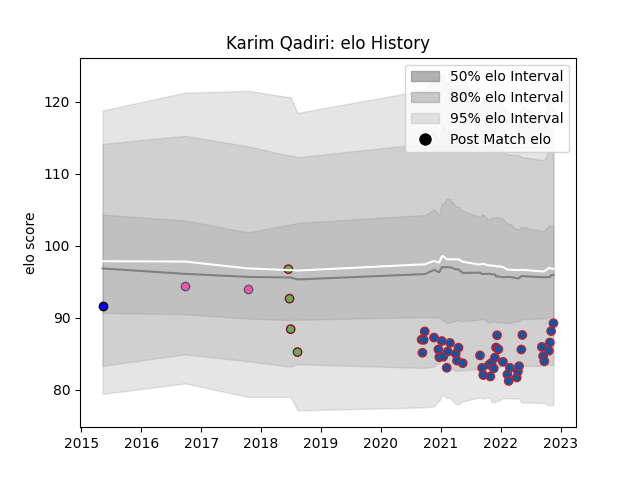 Karim Qadiri: elo History
50% elo Interval
80% elo Interval
95% elo Interval
Post Match elo
elo score
120
110
100
90
80
2015 2016 2017 2018 2019 2020 2021 2022 2023